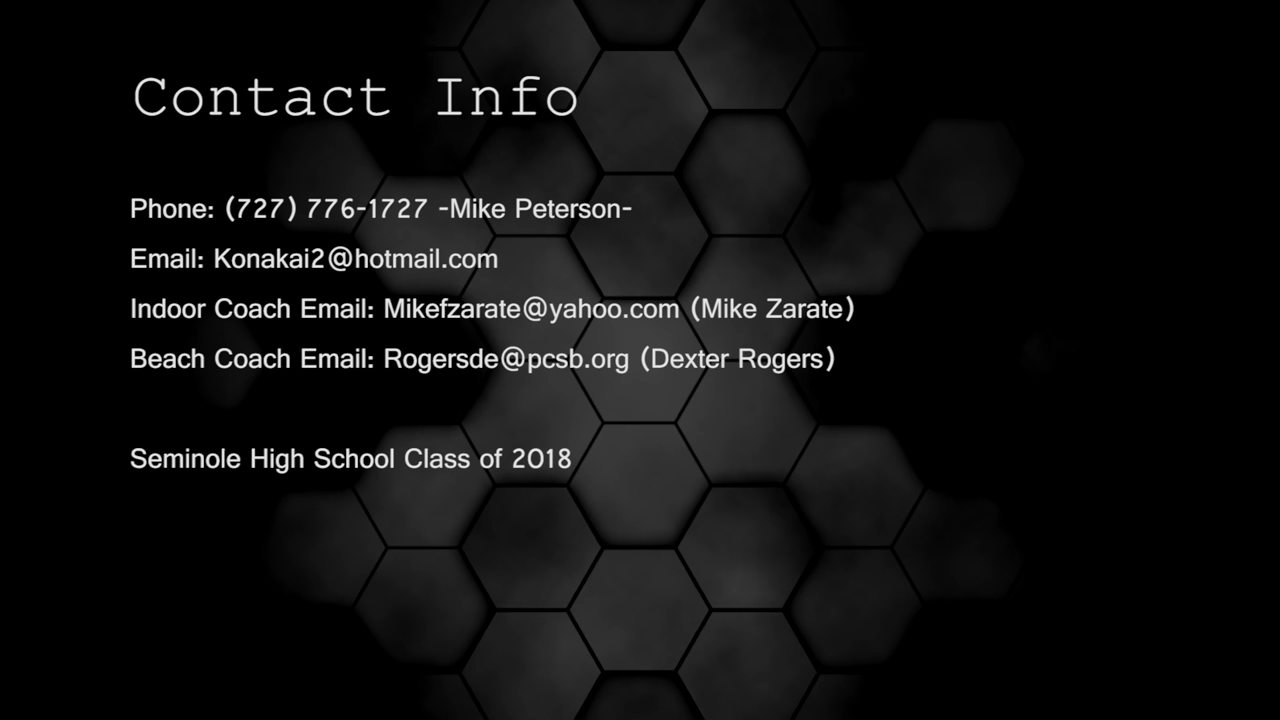 Contact Info
Phone: (727) 776-1727 -Mike Peterson-
Email: Konakai2@hotmail.com
Indoor Coach Email: Mikefzarate@yahoo.com (Mike Zarate)
Beach Coach Email: Rogersde@pcsb.org (Dexter Rogers)
Seminole High School Class of 2018